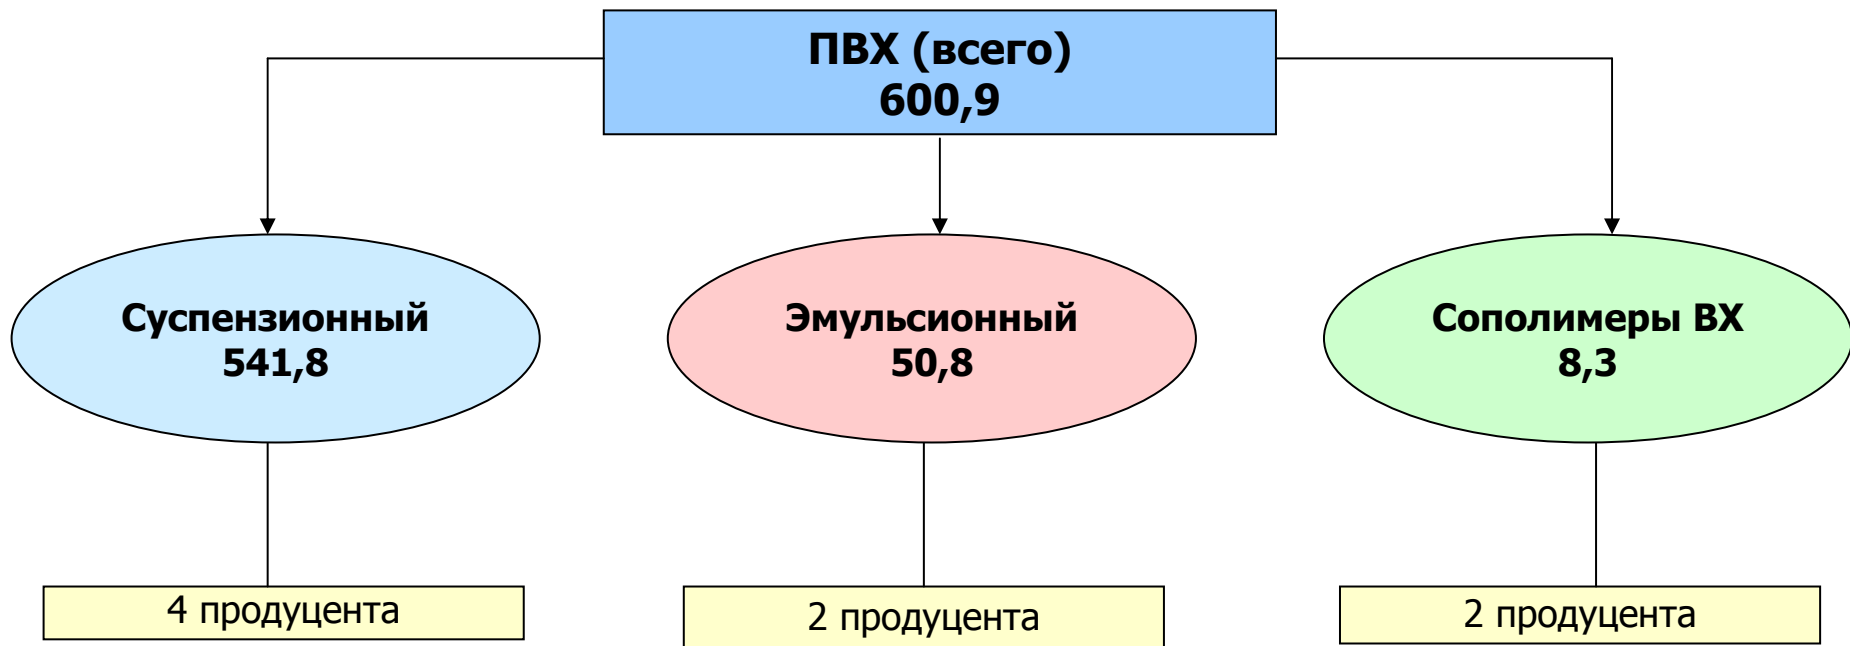 ПВХ (всего)
600,9
Суспензионный
541,8
Эмульсионный
50,8
Сополимеры ВХ
8,3
4 продуцента
2 продуцента
2 продуцента